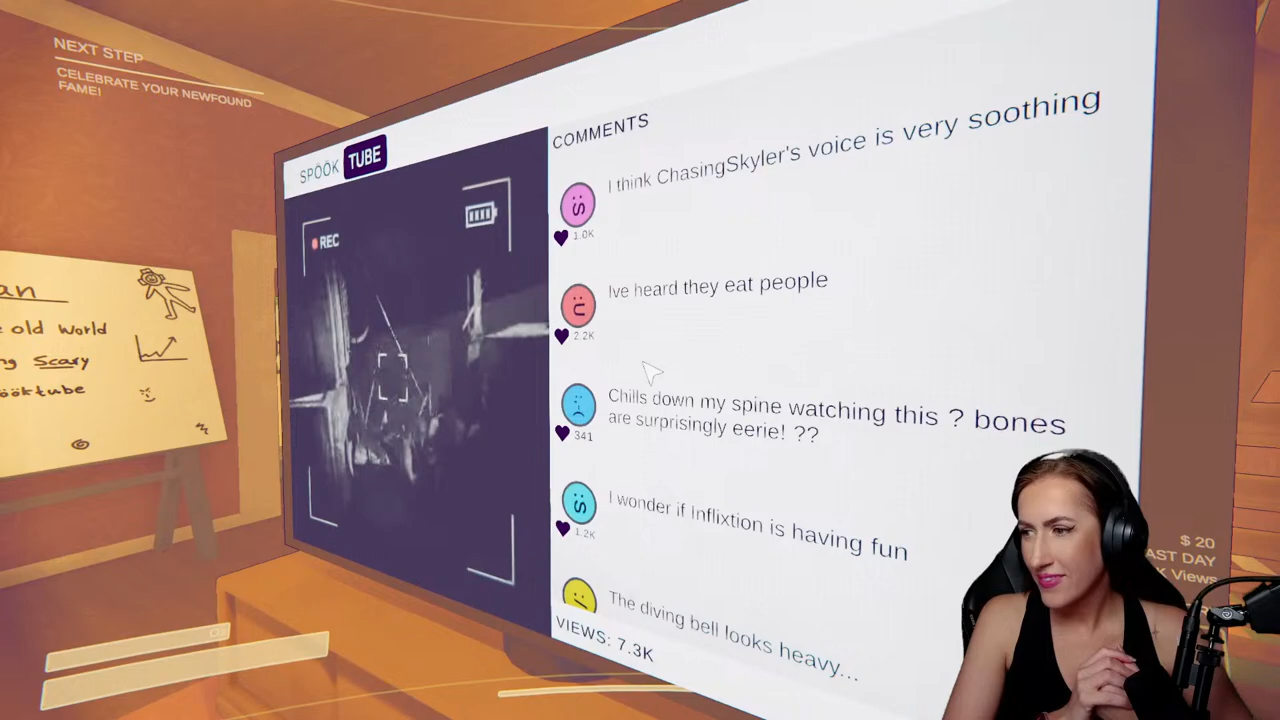 NEXT STEP
CELEBRATE YOUR NEWFOUND
FAME!
an
e old world
ng Scary
ööktube
SPÖÖK TUBE
REC
COMMENTS
I think ChasingSkyler's voice is very soothing
1.0K
Ive heard they eat people
2.2K
Chills down my spine watching this ? bones
are surprisingly eerie! ??
341
I wonder if Inflixtion is having fun
1.2K
The diving bell looks heavy...
VIEWS: 7.3K
$ 20
AST DAY
K Views